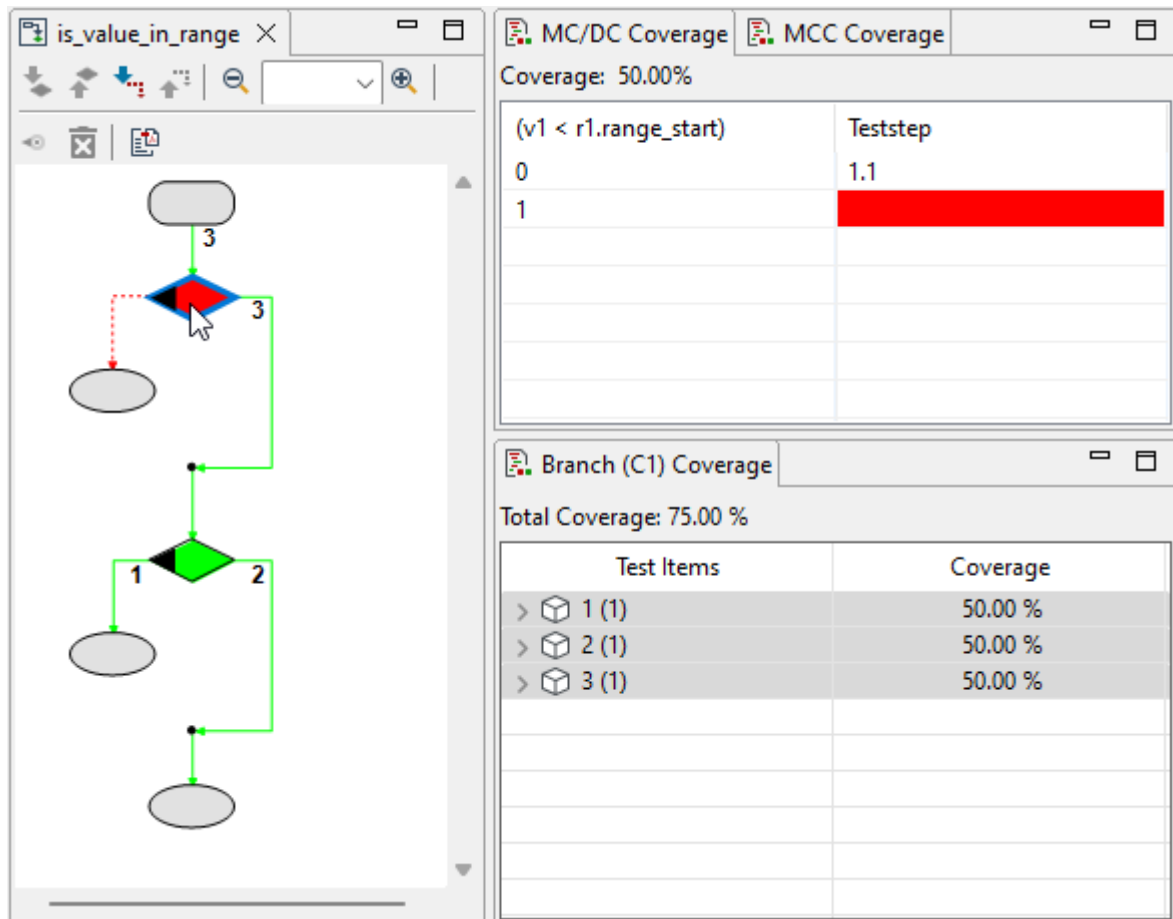 is_value_in_range
3
3
1
2
MC/DC Coverage
MCC Coverage
Coverage: 50.00%
(v1 < r1.range_start) Teststep
0 1.1
1
Branch (C1) Coverage
Total Coverage: 75.00 %
Test Items Coverage
1 (1) 50.00 %
2 (1) 50.00 %
3 (1) 50.00 %